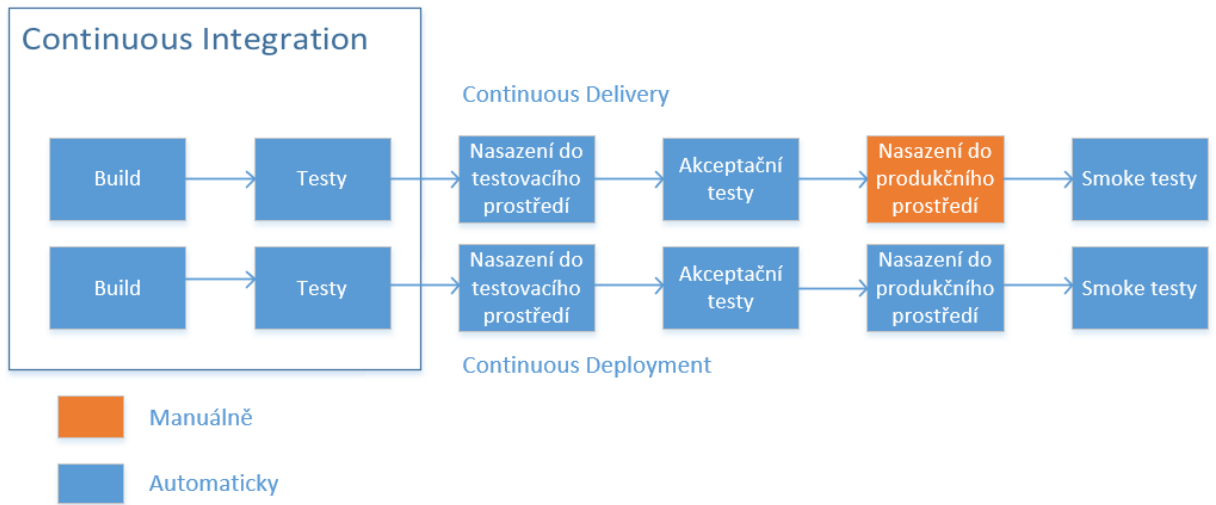 Continuous Integration
Continuous Delivery
Build
Testy
Nasazení do
testovacího
prostředí
Akceptační
testy
Nasazení do
produkčního
prostředí
Smoke testy
Build
Testy
Nasazení do
testovacího
prostředí
Akceptační
testy
Nasazení do
produkčního
prostředí
Smoke testy
Continuous Deployment
Manuálně
Automaticky